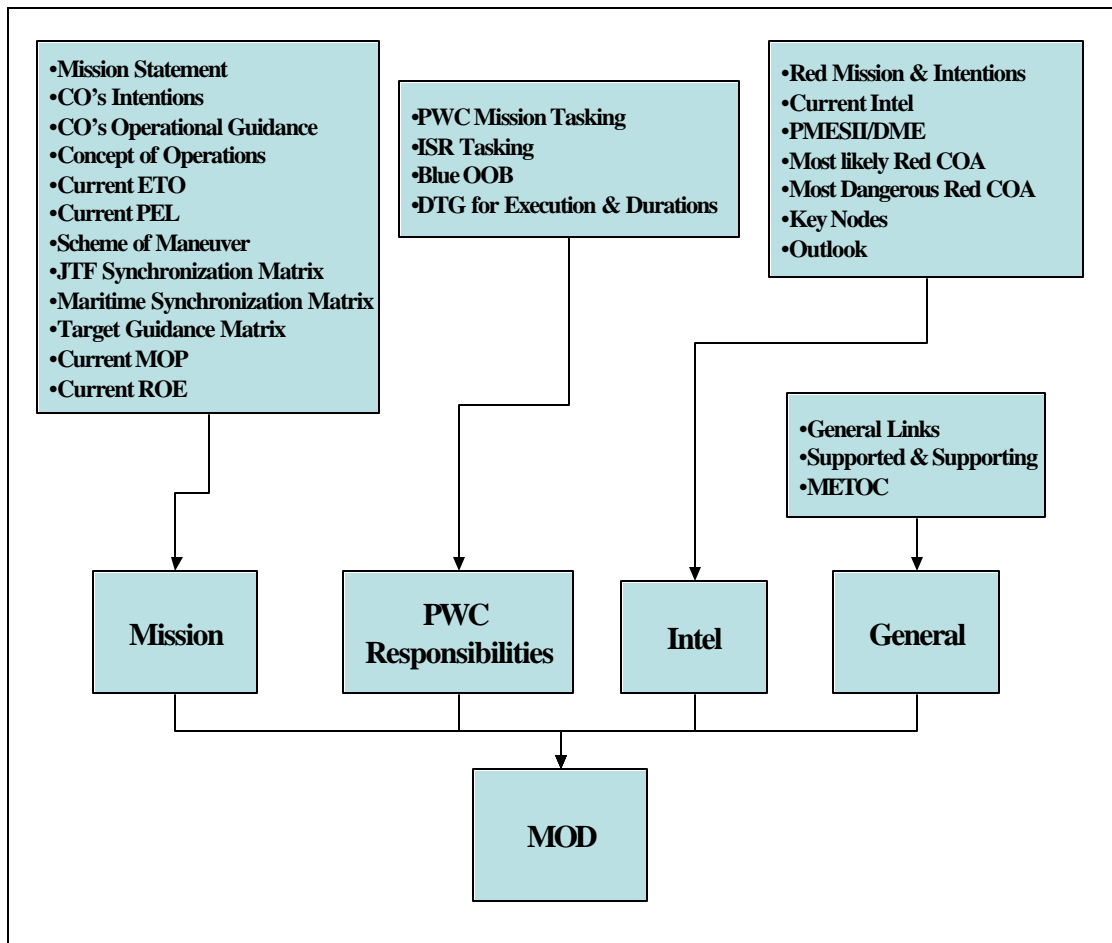 •Mission Statement
•CO's Intentions
•CO's Operational Guidance
•Concept of Operations
•Current ETO
•Current PEL
•Scheme of Maneuver
•JTF Synchronization Matrix
•Maritime Synchronization Matrix
•Target Guidance Matrix
•Current MOP
•Current ROE
•PWC Mission Tasking
•ISR Tasking
•Blue OOB
•DTG for Execution & Durations
•Red Mission & Intentions
•Current Intel
•PMESII/DME
•Most likely Red COA
•Most Dangerous Red COA
•Key Nodes
•Outlook
•General Links
•Supported & Supporting
•METOC
Mission
PWC
Responsibilities
Intel
General
MOD